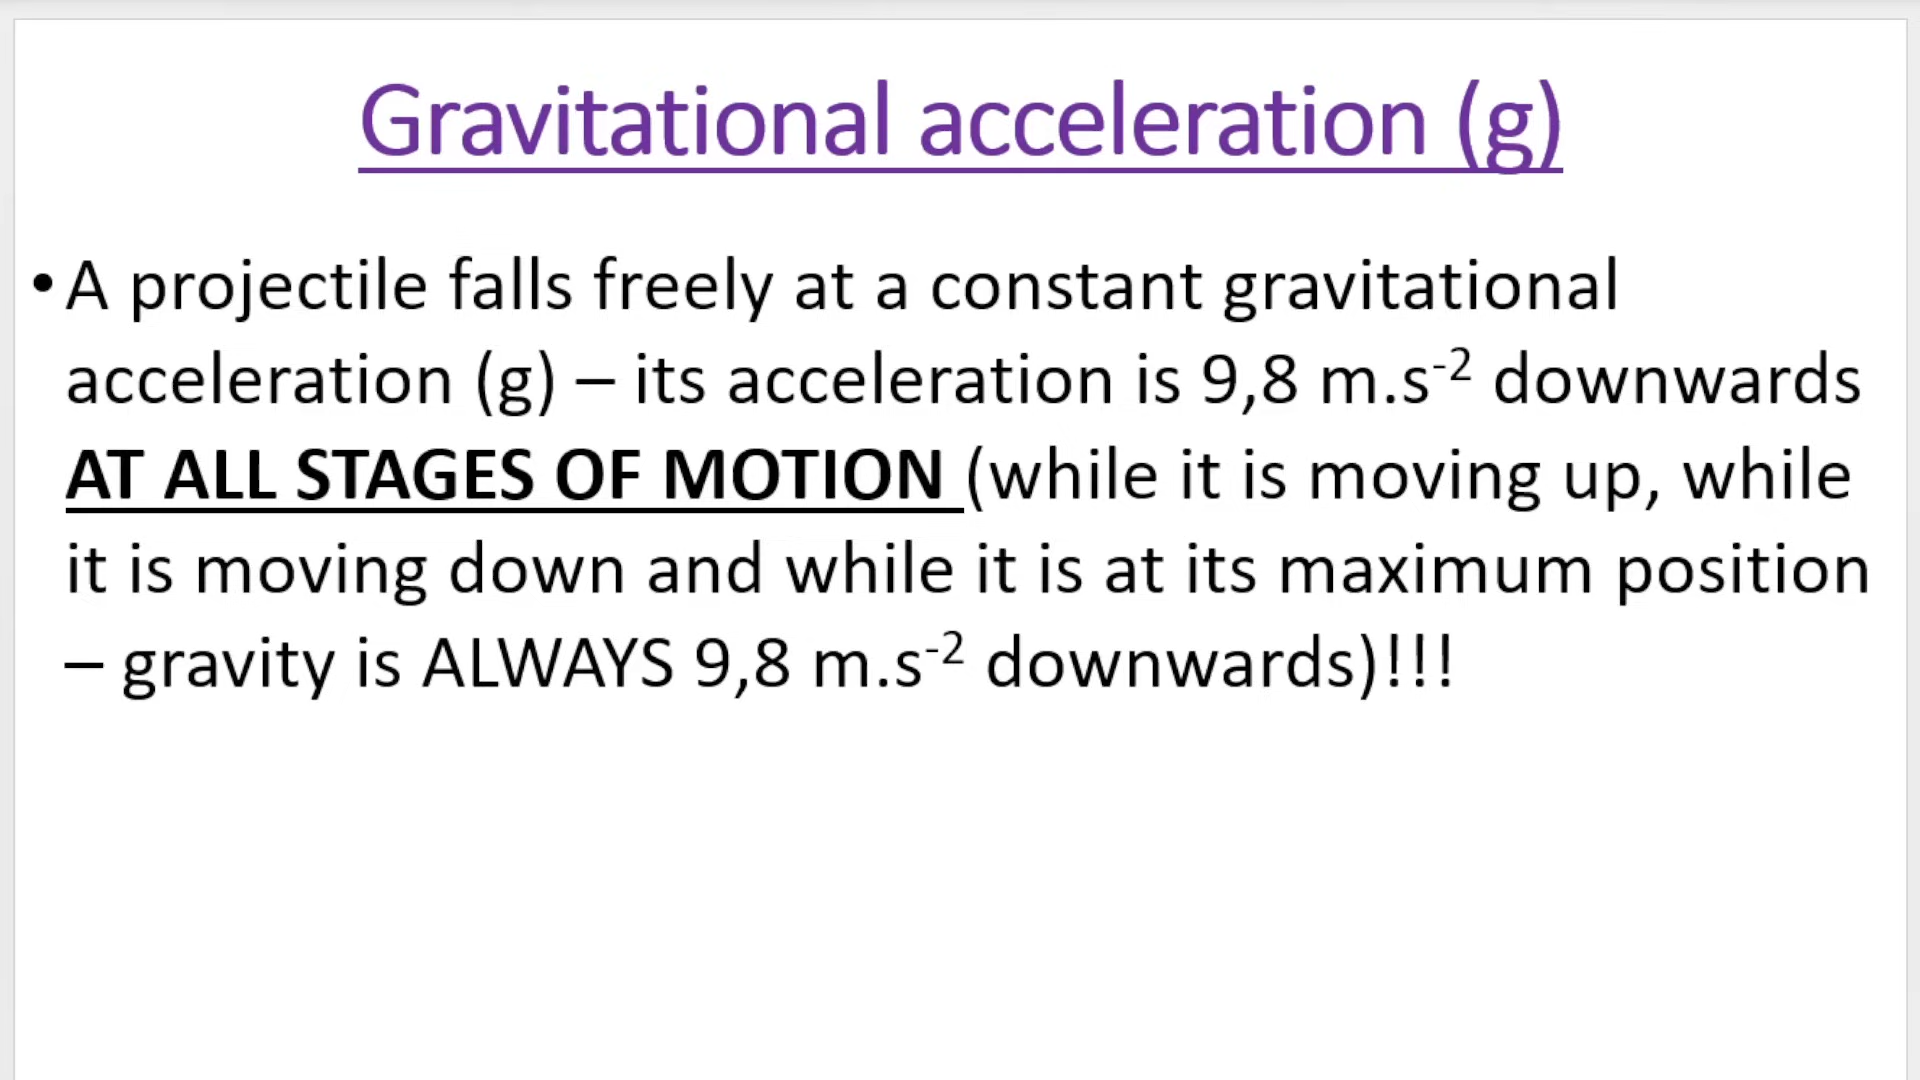 Gravitational acceleration (g)
• A projectile falls freely at a constant gravitational
acceleration (g) – its acceleration is 9,8 m.s⁻² downwards
AT ALL STAGES OF MOTION (while it is moving up, while
it is moving down and while it is at its maximum position
– gravity is ALWAYS 9,8 m.s⁻² downwards)!!!